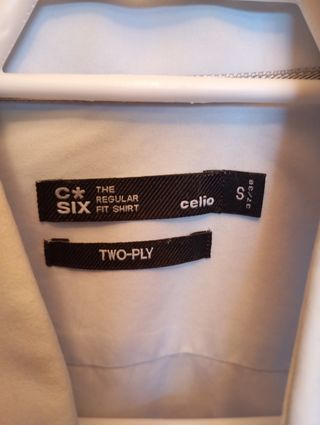 C*
SIX
THE
REGULAR
FIT SHIRT
celio
S
37/38
TWO-PLY